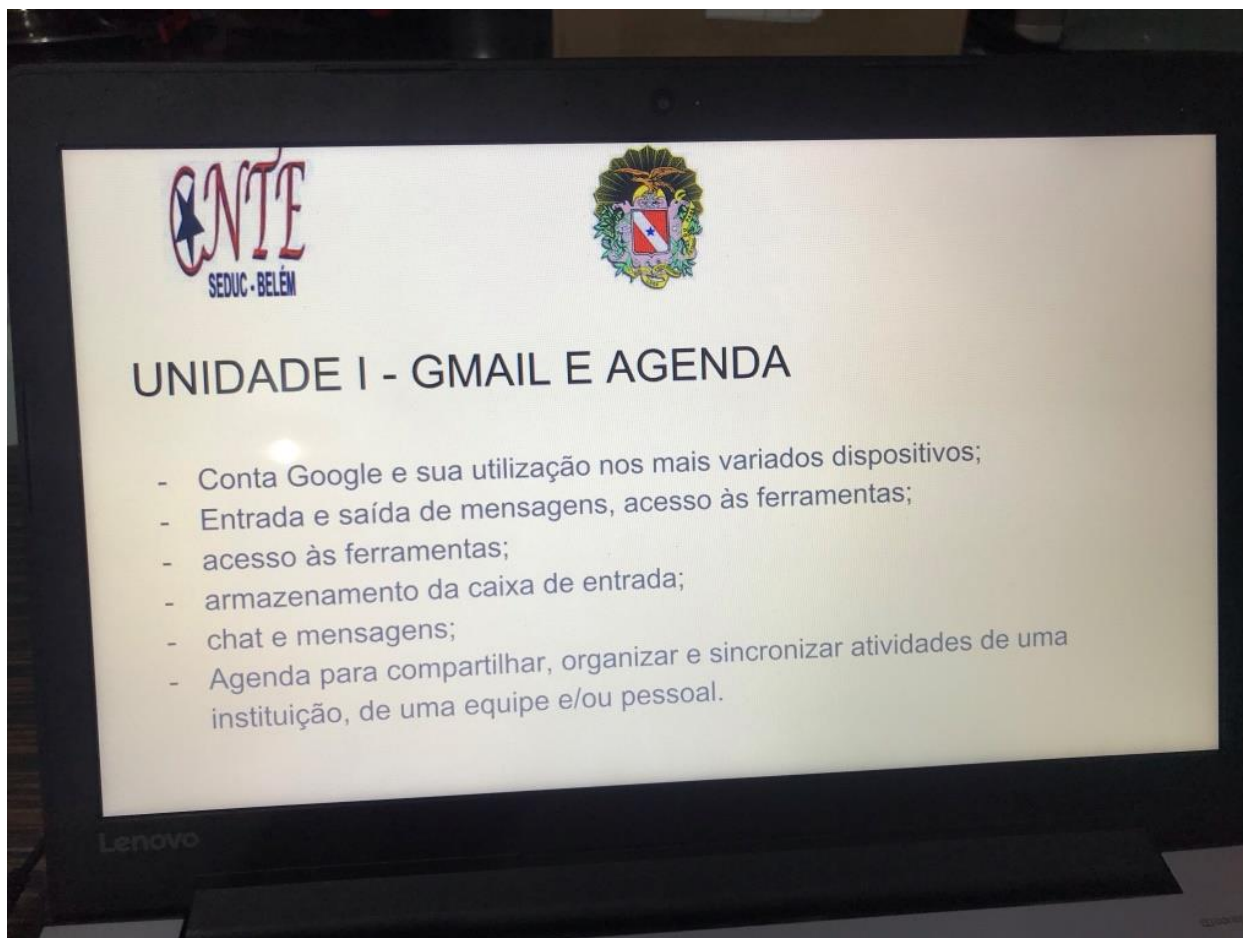 CNTE
SEDUC - BELÉM
UNIDADE I - GMAIL E AGENDA
- Conta Google e sua utilização nos mais variados dispositivos;
- Entrada e saída de mensagens, acesso às ferramentas;
- acesso às ferramentas;
- armazenamento da caixa de entrada;
- chat e mensagens;
- Agenda para compartilhar, organizar e sincronizar atividades de uma
instituição, de uma equipe e/ou pessoal.
Lenovo